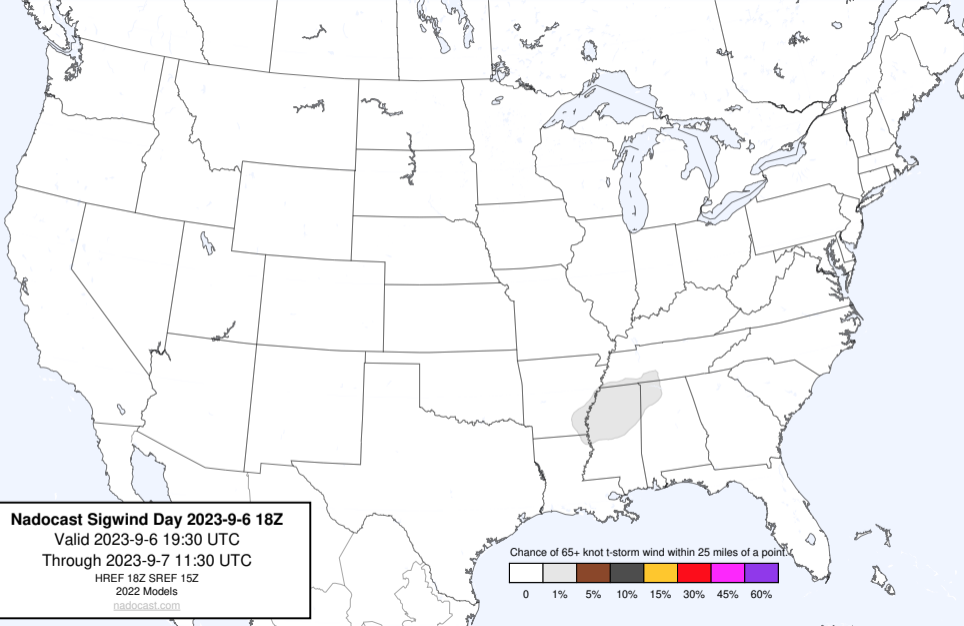 Nadocast Sigwind Day 2023-9-6 18Z
Valid 2023-9-6 19:30 UTC
Through 2023-9-7 11:30 UTC
HREF 18Z SREF 15Z
2022 Models
nadocast.com
Chance of 65+ knot t-storm wind within 25 miles of a point.
0 1% 5% 10% 15% 30% 45% 60%